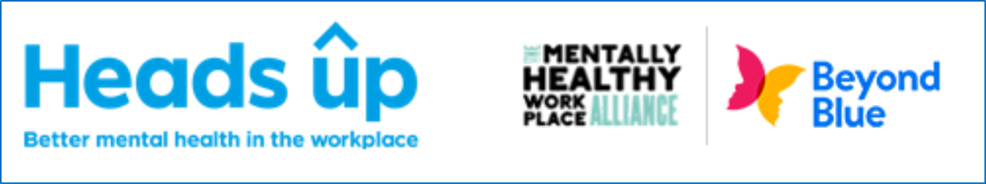 Heads up
Better mental health in the workplace
THE MENTALLY
HEALTHY
WORK
PLACE ALLIANCE
Beyond
Blue